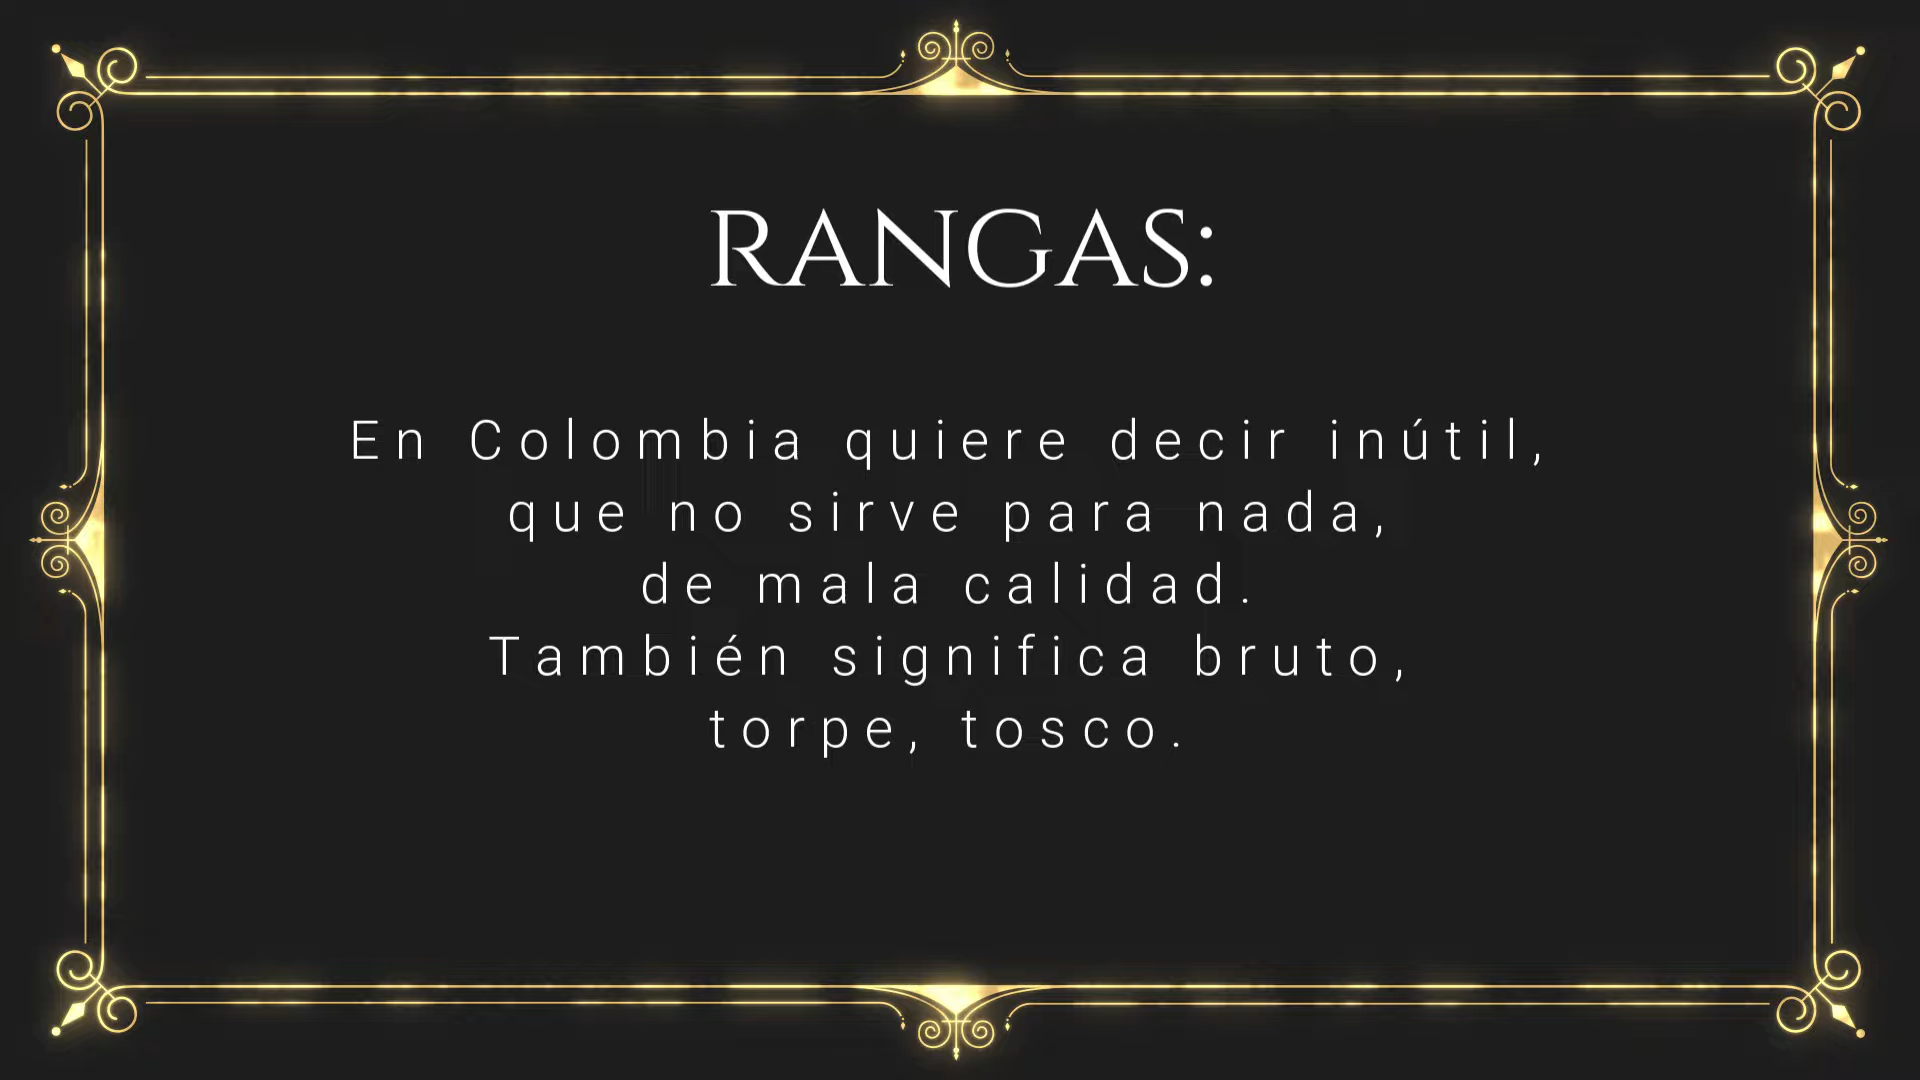 RANGAS:
En Colombia quiere decir inútil,
que no sirve para nada,
de mala calidad.
También significa bruto,
torpe, tosco.